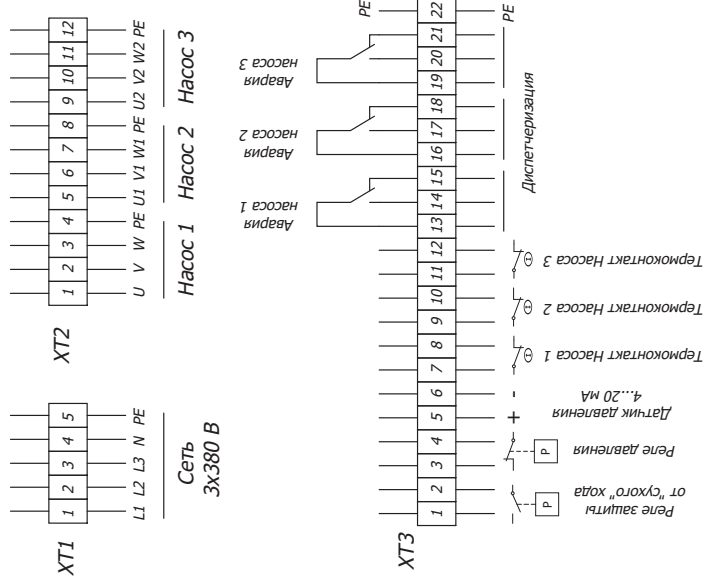 XT1
1 2 3 4 5
L1 L2 L3 N PE
Сеть
3x380 В
XT2
1 2 3 4 5 6 7 8 9 10 11 12
U V W PE U1 V1 W1 PE U2 V2 W2 PE
Насос 1
Насос 2
Насос 3
XT3
1 2 3 4 5 6 7 8 9 10 11 12 13 14 15 16 17 18 19 20 21 22
PE
PE
P
Реле защиты
от "сухого" хода
P
Реле давления
+ -
Датчик давления
4...20 мА
Термоконтакт Насоса 1
Термоконтакт Насоса 2
Термоконтакт Насоса 3
Авария
насоса 1
Авария
насоса 2
Авария
насоса 3
Диспетчеризация